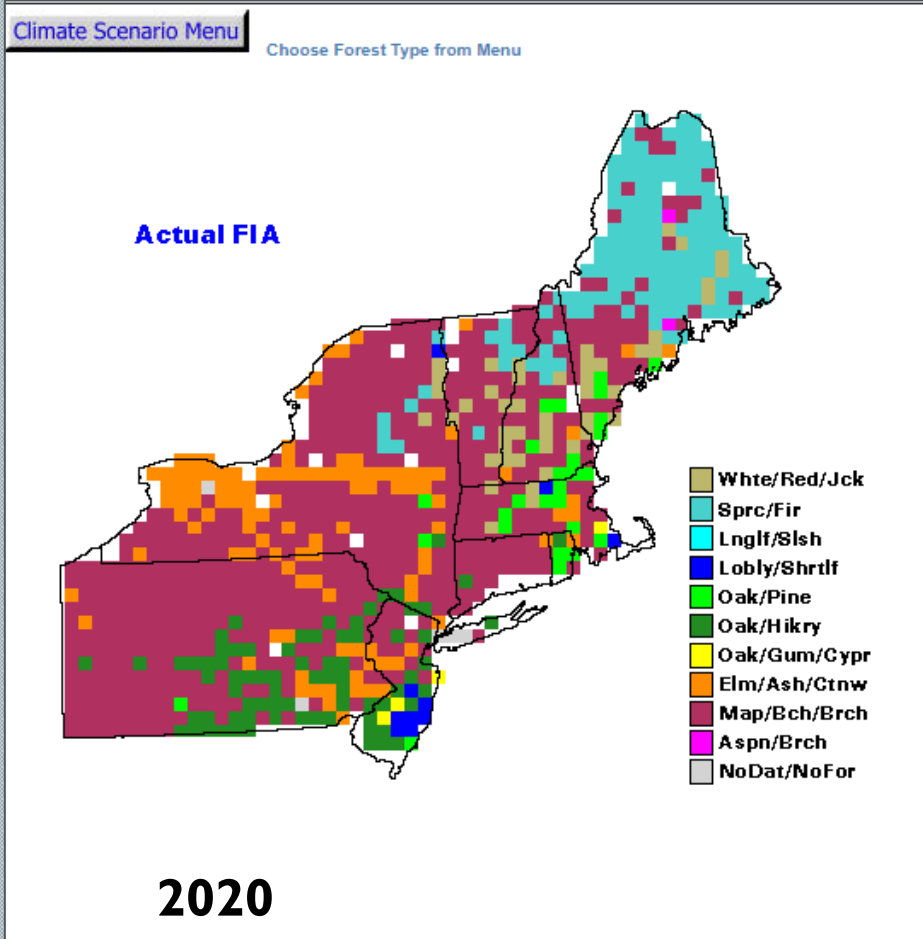 Climate Scenario Menu
Choose Forest Type from Menu
Actual FIA
Whte/Red/Jck
Sprc/Fir
Lnglf/Slsh
Lobly/Shrtlf
Oak/Pine
Oak/Hikry
Oak/Gum/Cypr
Elm/Ash/Ctnw
Map/Bch/Brch
Aspn/Brch
NoDat/NoFor
2020